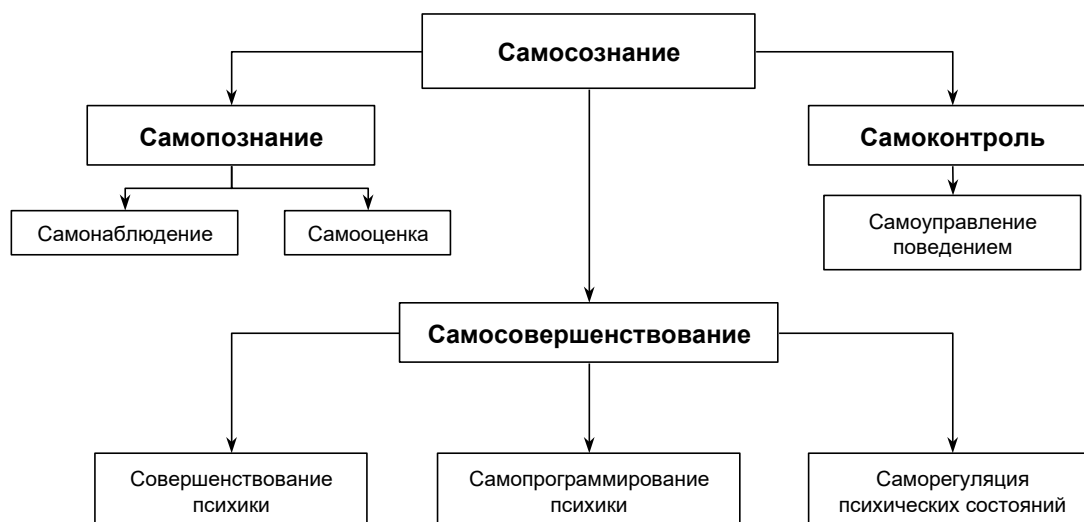 Самосознание
Самопознание
Самоконтроль
Самонаблюдение
Самооценка
Самоуправление
поведением
Самосовершенствование
Совершенствование
психики
Самопрограммирование
психики
Саморегуляция
психических состояний